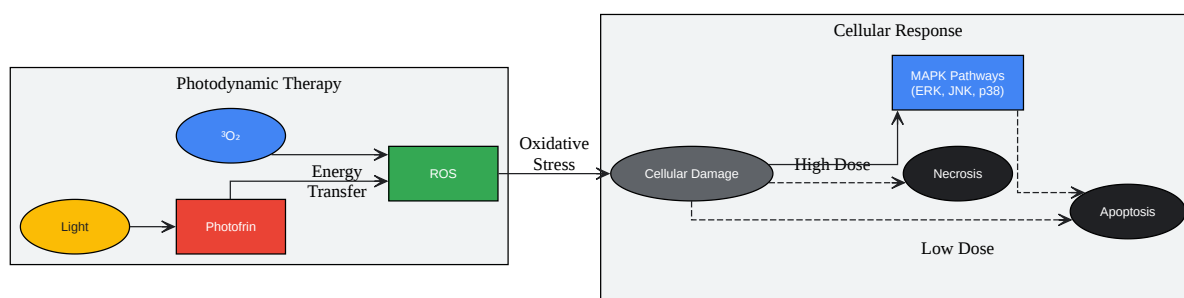 Photodynamic Therapy
³O₂
Energy
Transfer
ROS
Light
Photofrin
Oxidative
Stress
Cellular Response
MAPK Pathways
(ERK, JNK, p38)
Cellular Damage
High Dose
Necrosis
Apoptosis
Low Dose